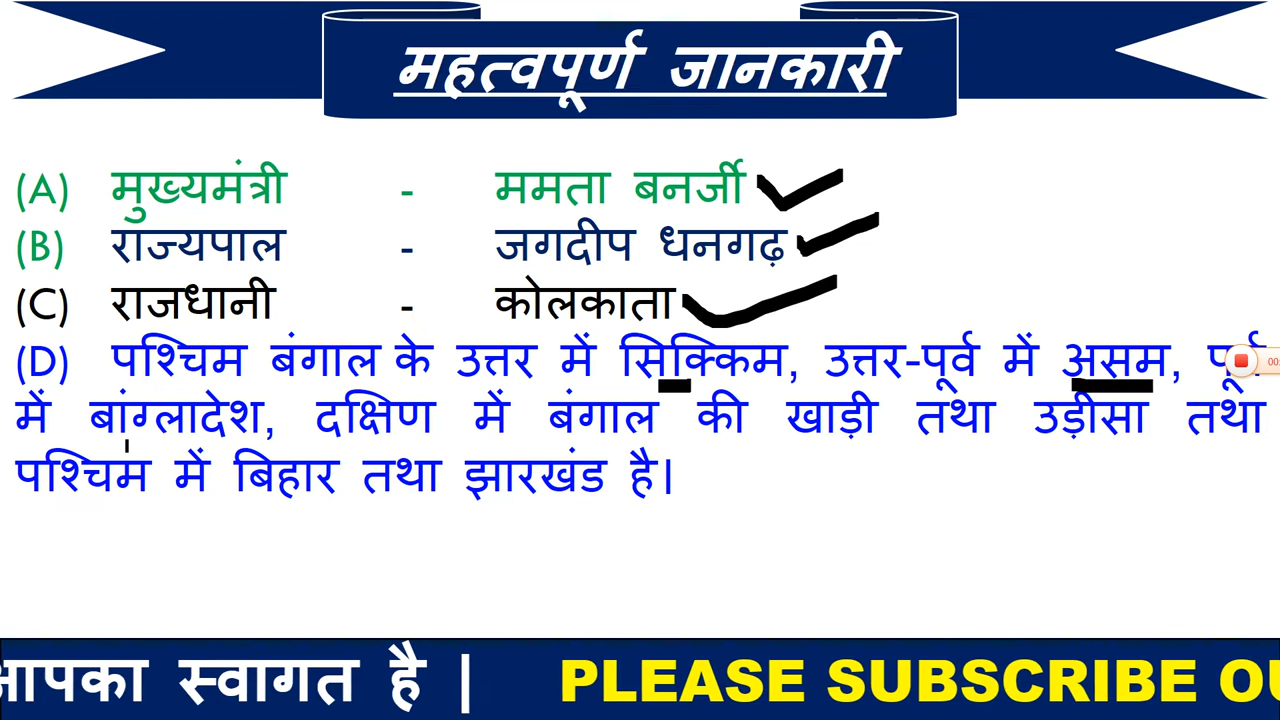 महत्वपूर्ण जानकारी
(A) मुख्यमंत्री - ममता बनर्जी
(B) राज्यपाल - जगदीप धनगढ़
(C) राजधानी - कोलकाता
(D) पश्चिम बंगाल के उत्तर में सिक्किम, उत्तर-पूर्व में असम, पूर्व
में बांग्लादेश, दक्षिण में बंगाल की खाड़ी तथा उड़ीसा तथा
पश्चिम में बिहार तथा झारखंड है।
आपका स्वागत है | PLEASE SUBSCRIBE OU